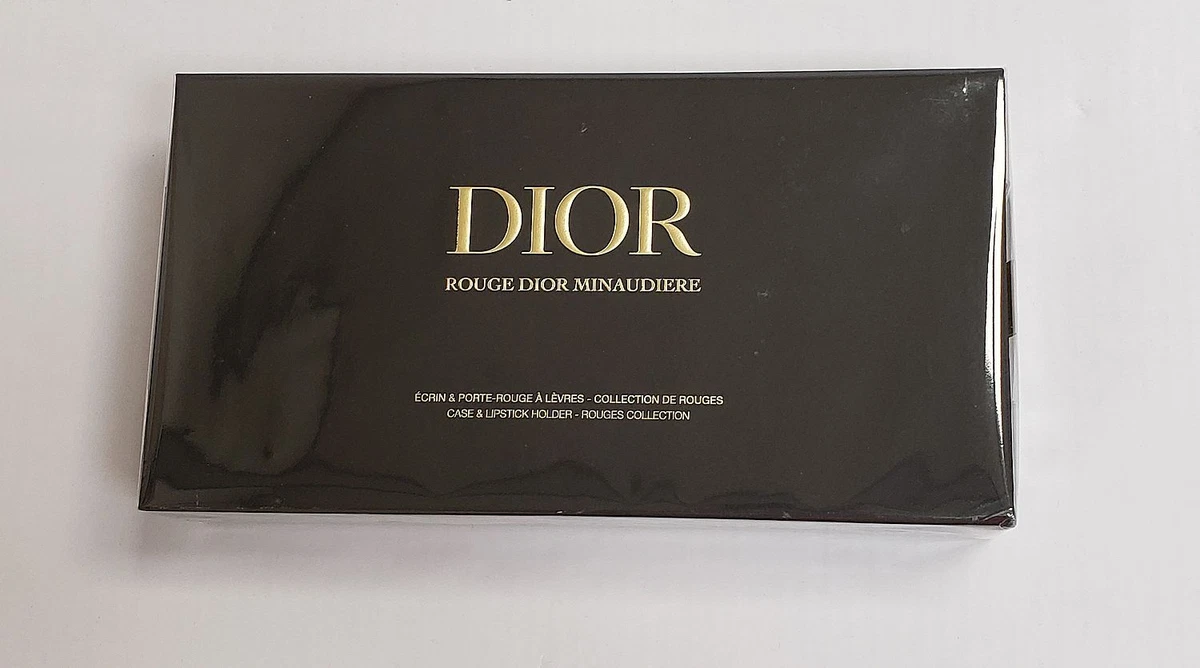 DIOR
ROUGE DIOR MINAUDIERE
ÉCRIN & PORTE-ROUGE À LÈVRES - COLLECTION DE ROUGES
CASE & LIPSTICK HOLDER - ROUGES COLLECTION